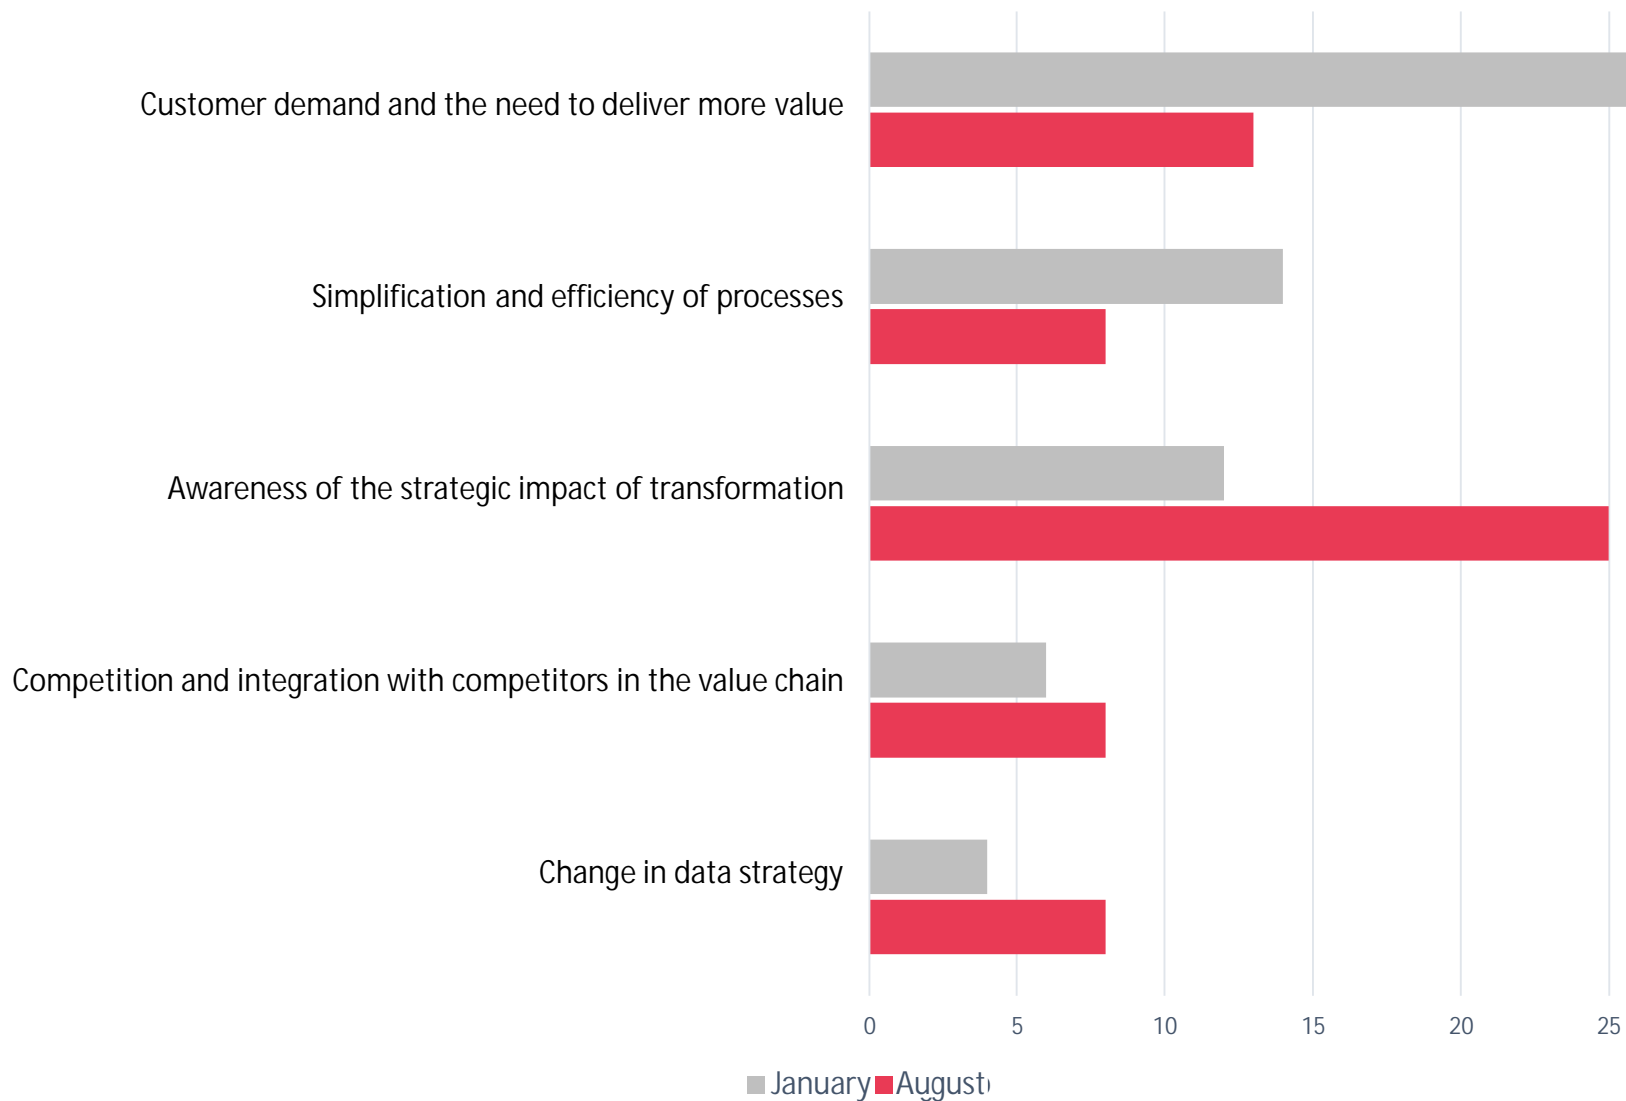 Customer demand and the need to deliver more value
Simplification and efficiency of processes
Awareness of the strategic impact of transformation
Competition and integration with competitors in the value chain
Change in data strategy
0 5 10 15 20 25
January August